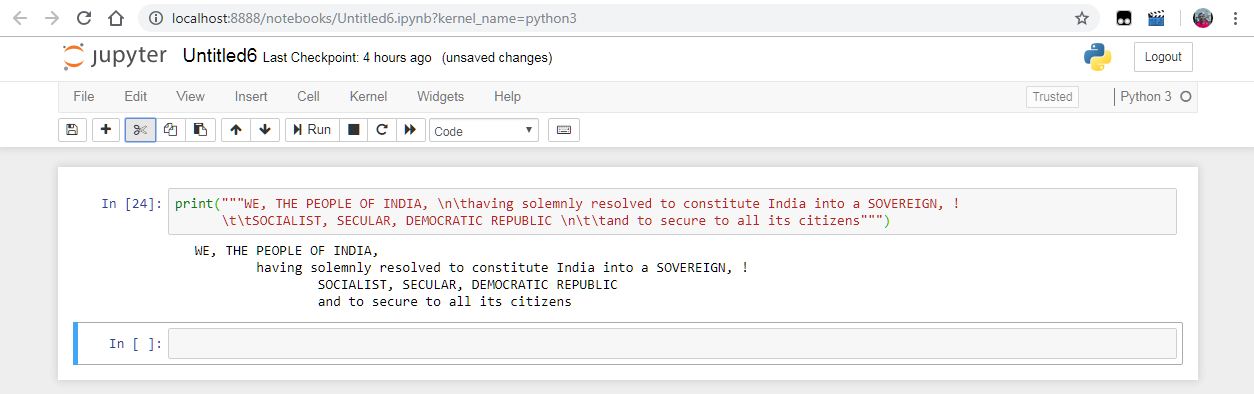 localhost:8888/notebooks/Untitled6.ipynb?kernel_name=python3
jupyter Untitled6 Last Checkpoint: 4 hours ago (unsaved changes)
Logout
File Edit View Insert Cell Kernel Widgets Help
Trusted
Python 3
Run
Code
In [24]: print("""WE, THE PEOPLE OF INDIA, \n\thaving solemnly resolved to constitute India into a SOVEREIGN, !
\t\tSOCIALIST, SECULAR, DEMOCRATIC REPUBLIC \n\t\tand to secure to all its citizens""")
WE, THE PEOPLE OF INDIA,
having solemnly resolved to constitute India into a SOVEREIGN, !
SOCIALIST, SECULAR, DEMOCRATIC REPUBLIC
and to secure to all its citizens
In [ ]: